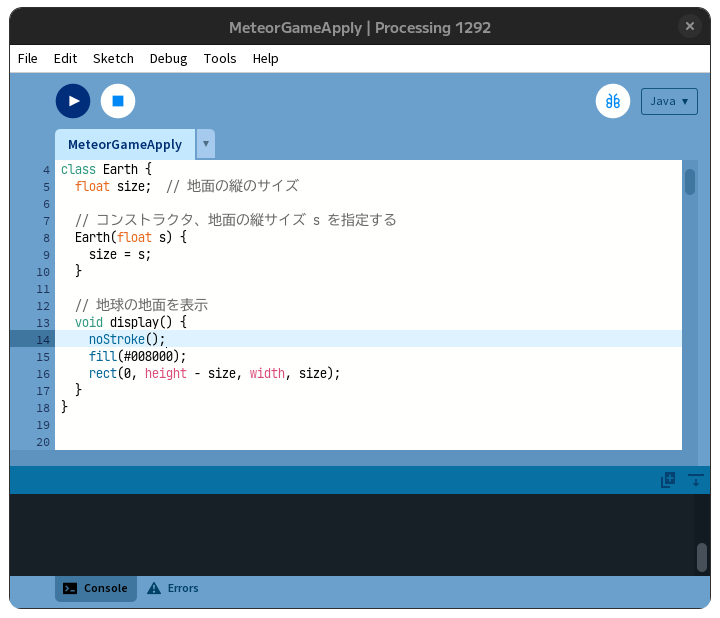 MeteorGameApply | Processing 1292
File Edit Sketch Debug Tools Help
Java ▼
MeteorGameApply ▼
4 class Earth {
5   float size;  // 地面の縦のサイズ
6
7   // コンストラクタ、地面の縦サイズ s を指定する
8   Earth(float s) {
9     size = s;
10   }
11
12   // 地球の地面を表示
13   void display() {
14     noStroke();
15     fill(#008000);
16     rect(0, height - size, width, size);
17   }
18 }
19
20
Console Errors